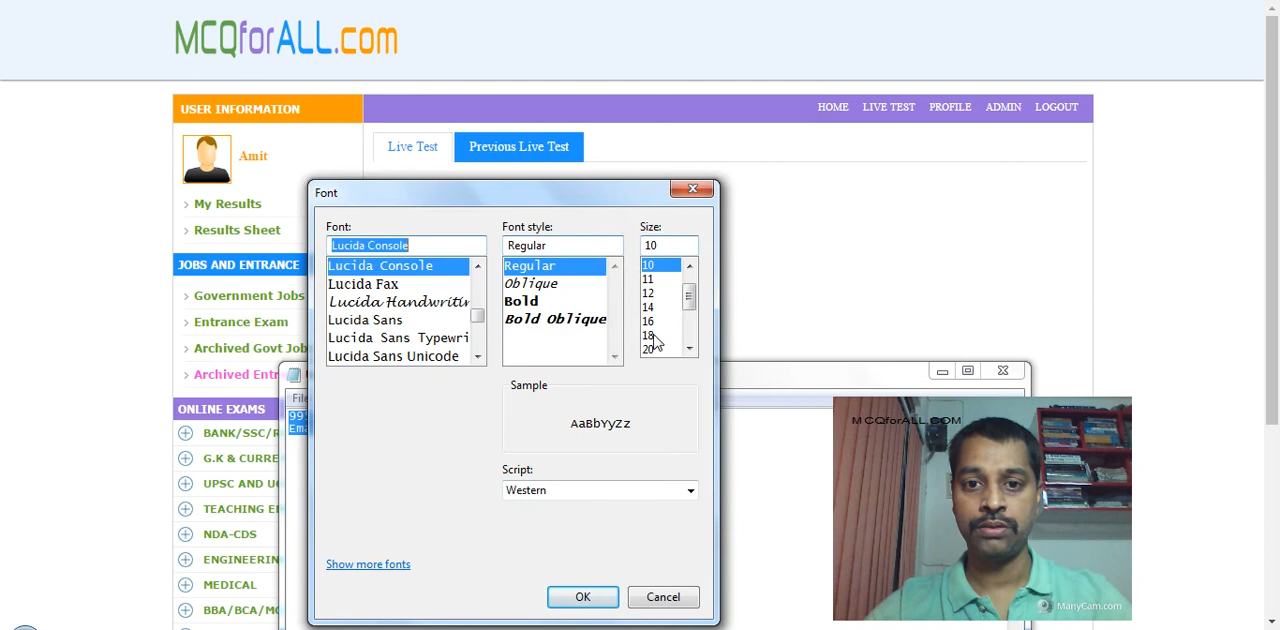 MCQforALL.com
USER INFORMATION
HOME LIVE TEST PROFILE ADMIN LOGOUT
Live Test Previous Live Test
Amit
My Results
Results Sheet
JOBS AND ENTRANCE
Government Jobs
Entrance Exam
Archived Govt Job
Archived Entr
ONLINE EXAMS
BANK/SSC/R
G.K & CURRE
UPSC AND U
TEACHING E
NDA-CDS
ENGINEERIN
MEDICAL
BBA/BCA/MC
Font
Font: Font style: Size:
Lucida Console Regular 10
Lucida Console
Lucida Fax
Lucida Handwritin
Lucida Sans
Lucida Sans Typewri
Lucida Sans Unicode
Regular
Oblique
Bold
Bold Oblique
10
11
12
14
16
18
20
Sample
AaBbYyZz
Script:
Western
Show more fonts
OK Cancel
File
99
Ema
MCQforALL.COM
ManyCam.com